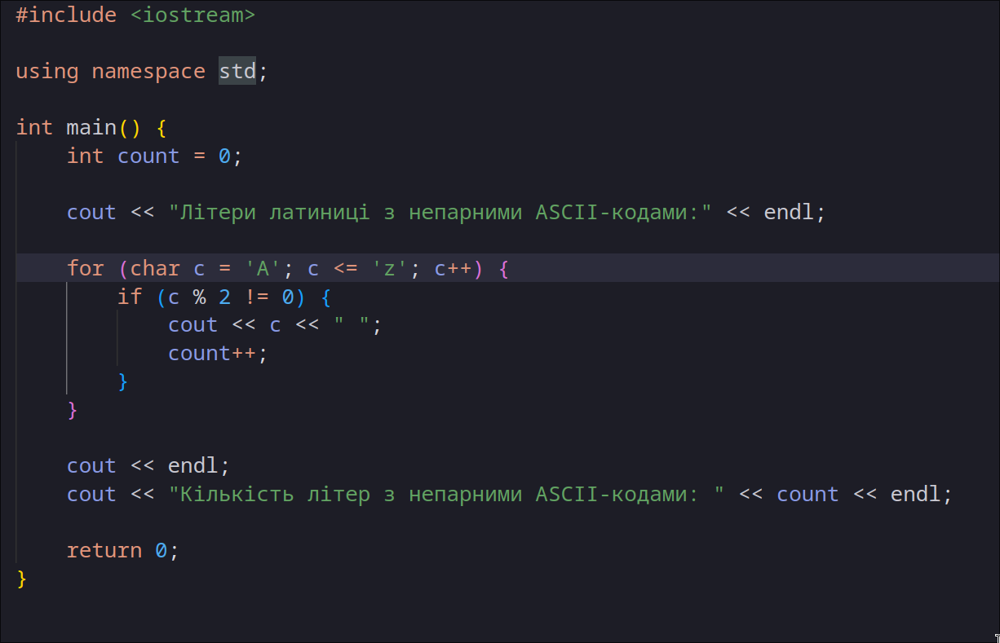 #include <iostream>
using namespace std;
int main() {
    int count = 0;
    cout << "Літери латиниці з непарними ASCII-кодами:" << endl;
    for (char c = 'A'; c <= 'z'; c++) {
        if (c % 2 != 0) {
            cout << c << " ";
            count++;
        }
    }
    cout << endl;
    cout << "Кількість літер з непарними ASCII-кодами: " << count << endl;
    return 0;
}